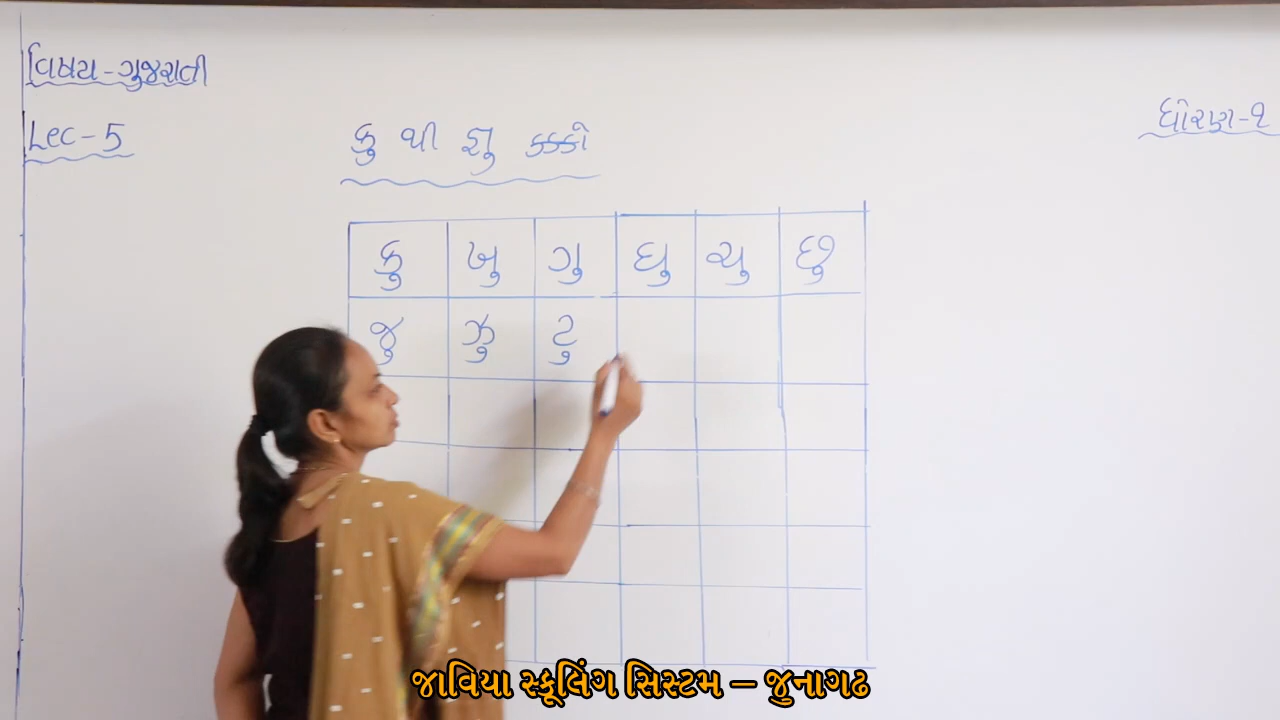 વિષય - ગુજરાતી
Lec - 5
ધોરણ - ૧
કુ થી જ્ઞુ કક્કો
કુ ખુ ગુ ઘુ ચુ છુ
જુ ઝુ ટુ
જાવિયા સ્કૂલિંગ સિસ્ટમ – જુનાગઢ